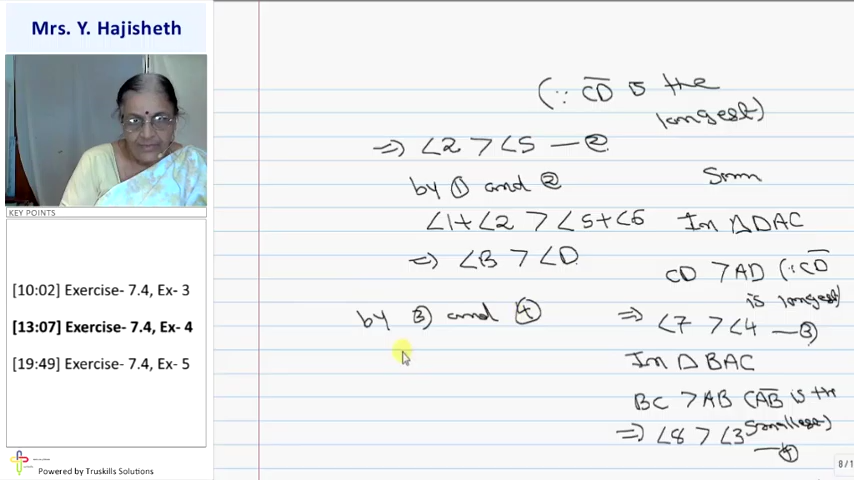 Mrs. Y. Hajisheth
KEY POINTS
[10:02] Exercise- 7.4, Ex- 3
[13:07] Exercise- 7.4, Ex- 4
[19:49] Exercise- 7.4, Ex- 5
Powered by Truskills Solutions
(∵ CD̅ is the
longest)
⇒ ∠2 > ∠5 — ②
by ① and ②
∠1+∠2 > ∠5+∠6
⇒ ∠B > ∠D
by ③ and ④
In △DAC
CD > AD (∵ CD̅
is longest)
⇒ ∠7 > ∠4 — ③
In △ BAC
BC > AB (AB̅ is the
smallest)
⇒ ∠8 > ∠3
— ④
8/1